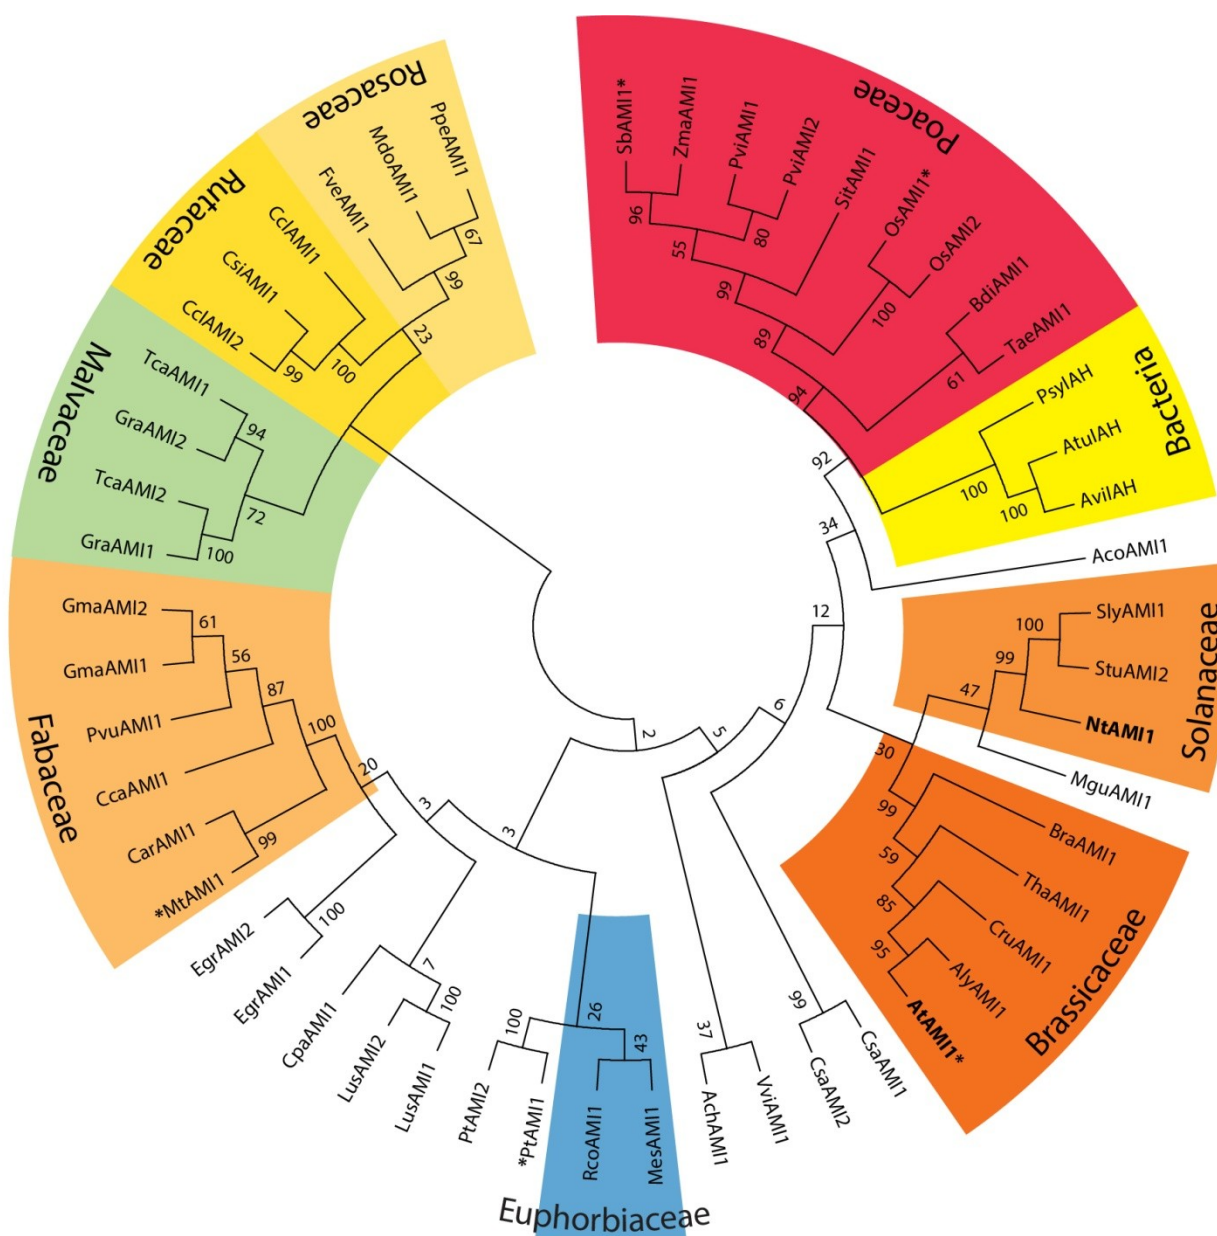 Poaceae
SbAMI1*
ZmaAMI1
PviAMI1
PviAMI2
SitAMI1
OsAMI1*
OsAMI2
BdiAMI1
TaeAMI1
96
80
55
99
100
89
61
94
92
Bacteria
PsyIAH
AtuIAH
AviIAH
100
100
34
AcoAMI1
12
Solanaceae
SlyAMI1
StuAMI2
NtAMI1
100
99
47
MguAMI1
30
Brassicaceae
BraAMI1
ThaAMI1
CruAMI1
AlyAMI1
AtAMI1*
99
59
85
95
6
5
2
CsaAMI1
CsaAMI2
99
VviAMI1
AchAMI1
37
Euphorbiaceae
MesAMI1
RcoAMI1
43
26
*PtAMI1
PtAMI2
100
3
3
LusAMI1
LusAMI2
100
CpaAMI1
7
EgrAMI1
EgrAMI2
100
20
Fabaceae
*MtAMI1
CarAMI1
CcaAMI1
PvuAMI1
GmaAMI1
GmaAMI2
99
100
87
56
61
Malvaceae
GraAMI1
TcaAMI2
GraAMI2
TcaAMI1
100
72
94
Rutaceae
CclAMI2
CsiAMI1
CclAMI1
99
100
23
Rosaceae
FveAMI1
MdoAMI1
PpeAMI1
99
67